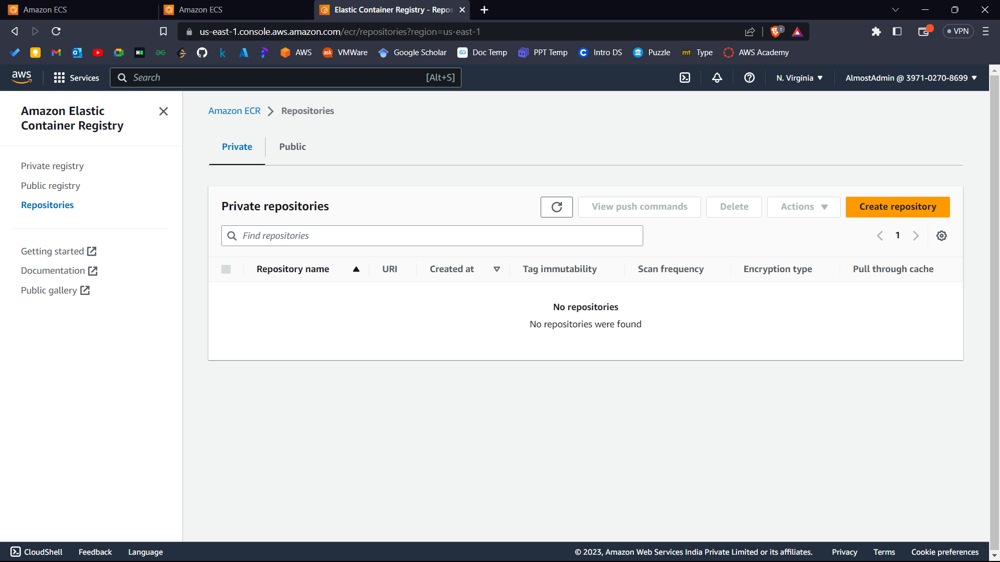 Amazon ECS
Amazon ECS
Elastic Container Registry - Repos
us-east-1.console.aws.amazon.com/ecr/repositories?region=us-east-1
1
VPN
AWS
ask
VMWare
Google Scholar
Doc Temp
PPT Temp
C
Intro DS
Puzzle
mt
Type
AWS Academy
aws
Services
Search
[Alt+S]
N. Virginia
AlmostAdmin @ 3971-0270-8699
Amazon Elastic
Container Registry
Private registry
Public registry
Repositories
Getting started
Documentation
Public gallery
Amazon ECR
Repositories
Private
Public
Private repositories
View push commands
Delete
Actions
Create repository
Find repositories
1
Repository name
URI
Created at
Tag immutability
Scan frequency
Encryption type
Pull through cache
No repositories
No repositories were found
CloudShell
Feedback
Language
© 2023, Amazon Web Services India Private Limited or its affiliates.
Privacy
Terms
Cookie preferences